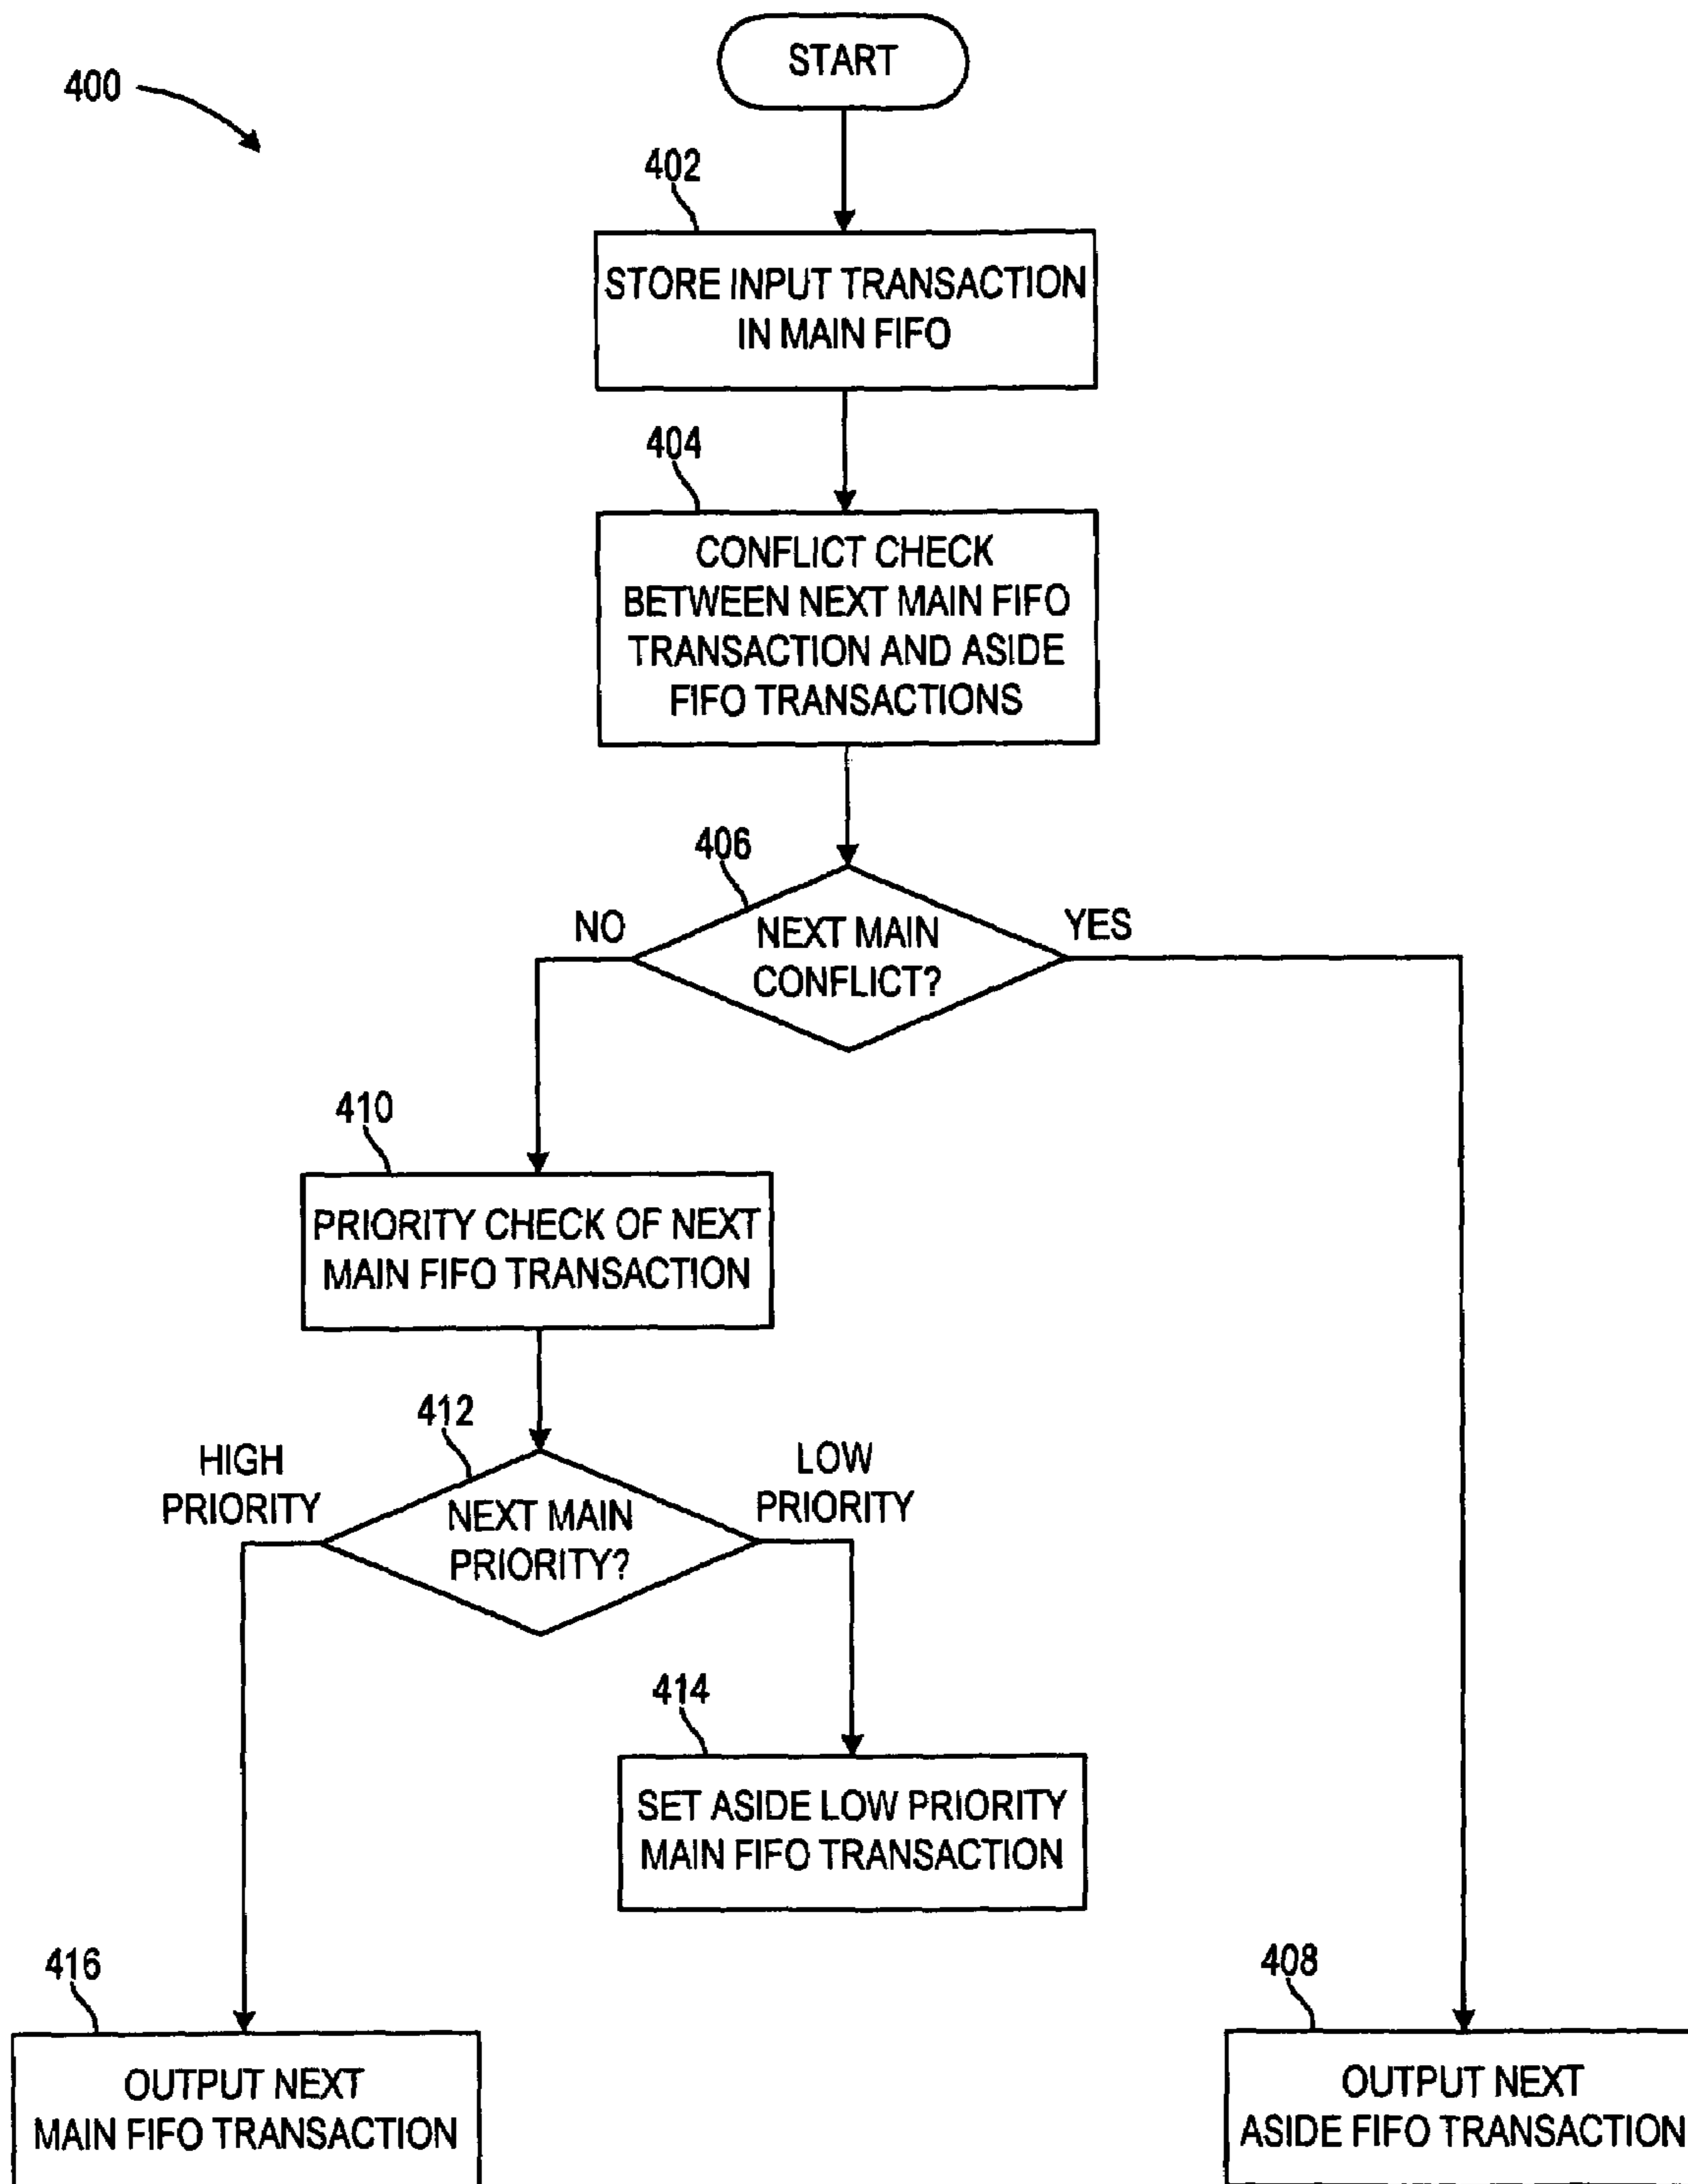 START
400
402
STORE INPUT TRANSACTION
IN MAIN FIFO
404
CONFLICT CHECK
BETWEEN NEXT MAIN FIFO
TRANSACTION AND ASIDE
FIFO TRANSACTIONS
406
NO
NEXT MAIN
CONFLICT?
YES
410
PRIORITY CHECK OF NEXT
MAIN FIFO TRANSACTION
412
HIGH
PRIORITY
NEXT MAIN
PRIORITY?
LOW
PRIORITY
414
SET ASIDE LOW PRIORITY
MAIN FIFO TRANSACTION
416
OUTPUT NEXT
MAIN FIFO TRANSACTION
408
OUTPUT NEXT
ASIDE FIFO TRANSACTION